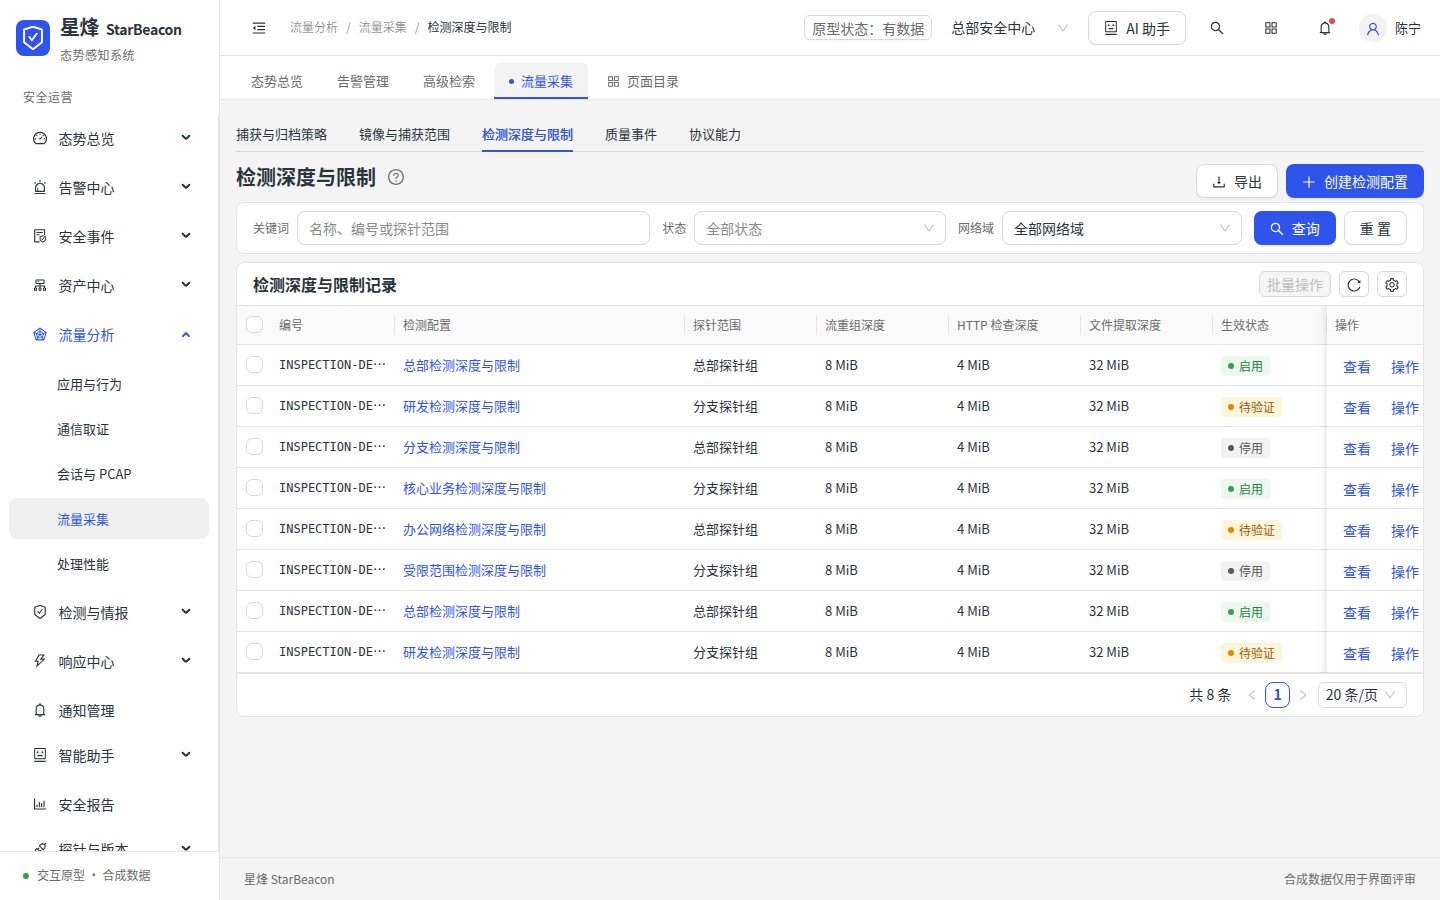 星烽 StarBeacon
态势感知系统
安全运营
态势总览
告警中心
安全事件
资产中心
流量分析
应用与行为
通信取证
会话与 PCAP
流量采集
处理性能
检测与情报
响应中心
通知管理
智能助手
安全报告
探针与版本
交互原型 · 合成数据
流量分析 / 流量采集 / 检测深度与限制
原型状态：有数据
总部安全中心
AI 助手
陈宁
态势总览 告警管理 高级检索 流量采集 页面目录
捕获与归档策略 镜像与捕获范围 检测深度与限制 质量事件 协议能力
检测深度与限制
导出
创建检测配置
关键词 名称、编号或探针范围 状态 全部状态 网络域 全部网络域 查询 重 置
检测深度与限制记录
批量操作
编号 检测配置 探针范围 流重组深度 HTTP 检查深度 文件提取深度 生效状态 操作
INSPECTION-DE··· 总部检测深度与限制 总部探针组 8 MiB 4 MiB 32 MiB 启用 查看 操作
INSPECTION-DE··· 研发检测深度与限制 分支探针组 8 MiB 4 MiB 32 MiB 待验证 查看 操作
INSPECTION-DE··· 分支检测深度与限制 总部探针组 8 MiB 4 MiB 32 MiB 停用 查看 操作
INSPECTION-DE··· 核心业务检测深度与限制 分支探针组 8 MiB 4 MiB 32 MiB 启用 查看 操作
INSPECTION-DE··· 办公网络检测深度与限制 总部探针组 8 MiB 4 MiB 32 MiB 待验证 查看 操作
INSPECTION-DE··· 受限范围检测深度与限制 分支探针组 8 MiB 4 MiB 32 MiB 停用 查看 操作
INSPECTION-DE··· 总部检测深度与限制 总部探针组 8 MiB 4 MiB 32 MiB 启用 查看 操作
INSPECTION-DE··· 研发检测深度与限制 分支探针组 8 MiB 4 MiB 32 MiB 待验证 查看 操作
共 8 条 < 1 > 20 条/页
星烽 StarBeacon
合成数据仅用于界面评审